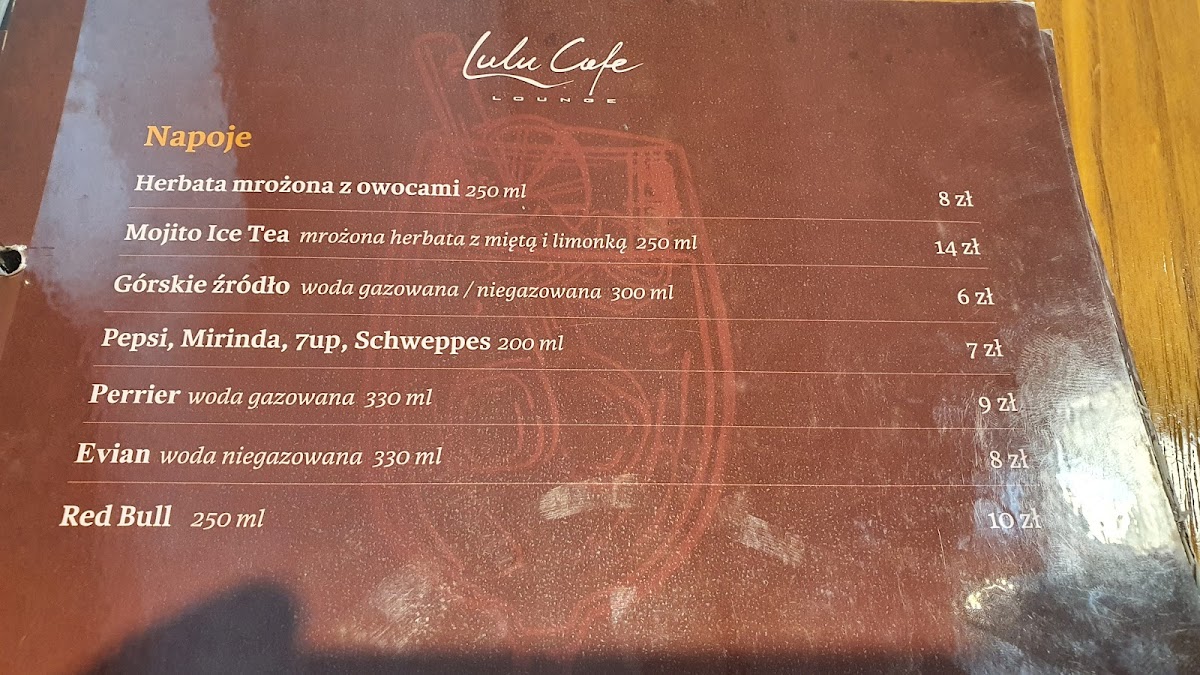 Lulu Cafe
LOUNGE
Napoje
Herbata mrożona z owocami 250 ml 8 zł
Mojito Ice Tea mrożona herbata z miętą i limonką 250 ml 14 zł
Górskie źródło woda gazowana / niegazowana 300 ml 6 zł
Pepsi, Mirinda, 7up, Schweppes 200 ml 7 zł
Perrier woda gazowana 330 ml 9 zł
Evian woda niegazowana 330 ml 8 zł
Red Bull 250 ml 10 zł